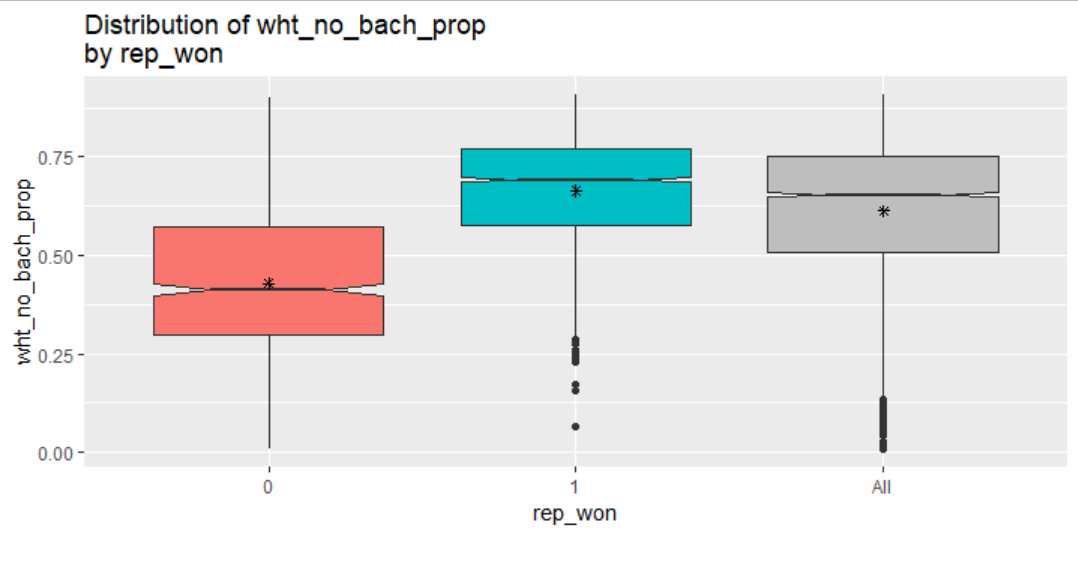 Distribution of wht_no_bach_prop
by rep_won
wht_no_bach_prop
0.75
0.50
0.25
0.00
0 1 All
rep_won